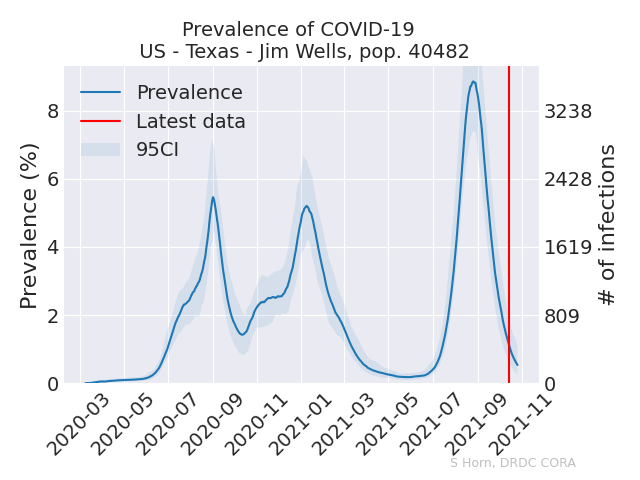 Prevalence of COVID-19
US - Texas - Jim Wells, pop. 40482
Prevalence
Latest data
95CI
Prevalence (%)
0
2
4
6
8
# of infections
0
809
1619
2428
3238
2020-03
2020-05
2020-07
2020-09
2020-11
2021-01
2021-03
2021-05
2021-07
2021-09
2021-11
S Horn, DRDC CORA